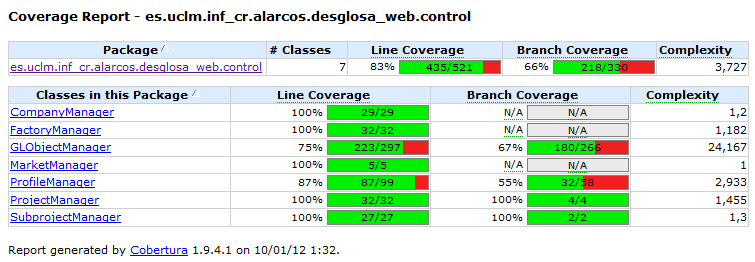 Coverage Report - es.uclm.inf_cr.alarcos.desglosa_web.control
Package # Classes Line Coverage Branch Coverage Complexity
es.uclm.inf_cr.alarcos.desglosa_web.control 7 83% 435/521 66% 218/330 3,727
Classes in this Package Line Coverage Branch Coverage Complexity
CompanyManager 100% 29/29 N/A N/A 1,2
FactoryManager 100% 32/32 N/A N/A 1,182
GLObjectManager 75% 223/297 67% 180/266 24,167
MarketManager 100% 5/5 N/A N/A 1
ProfileManager 87% 87/99 55% 32/58 2,933
ProjectManager 100% 32/32 100% 4/4 1,455
SubprojectManager 100% 27/27 100% 2/2 1,3
Report generated by Cobertura 1.9.4.1 on 10/01/12 1:32.